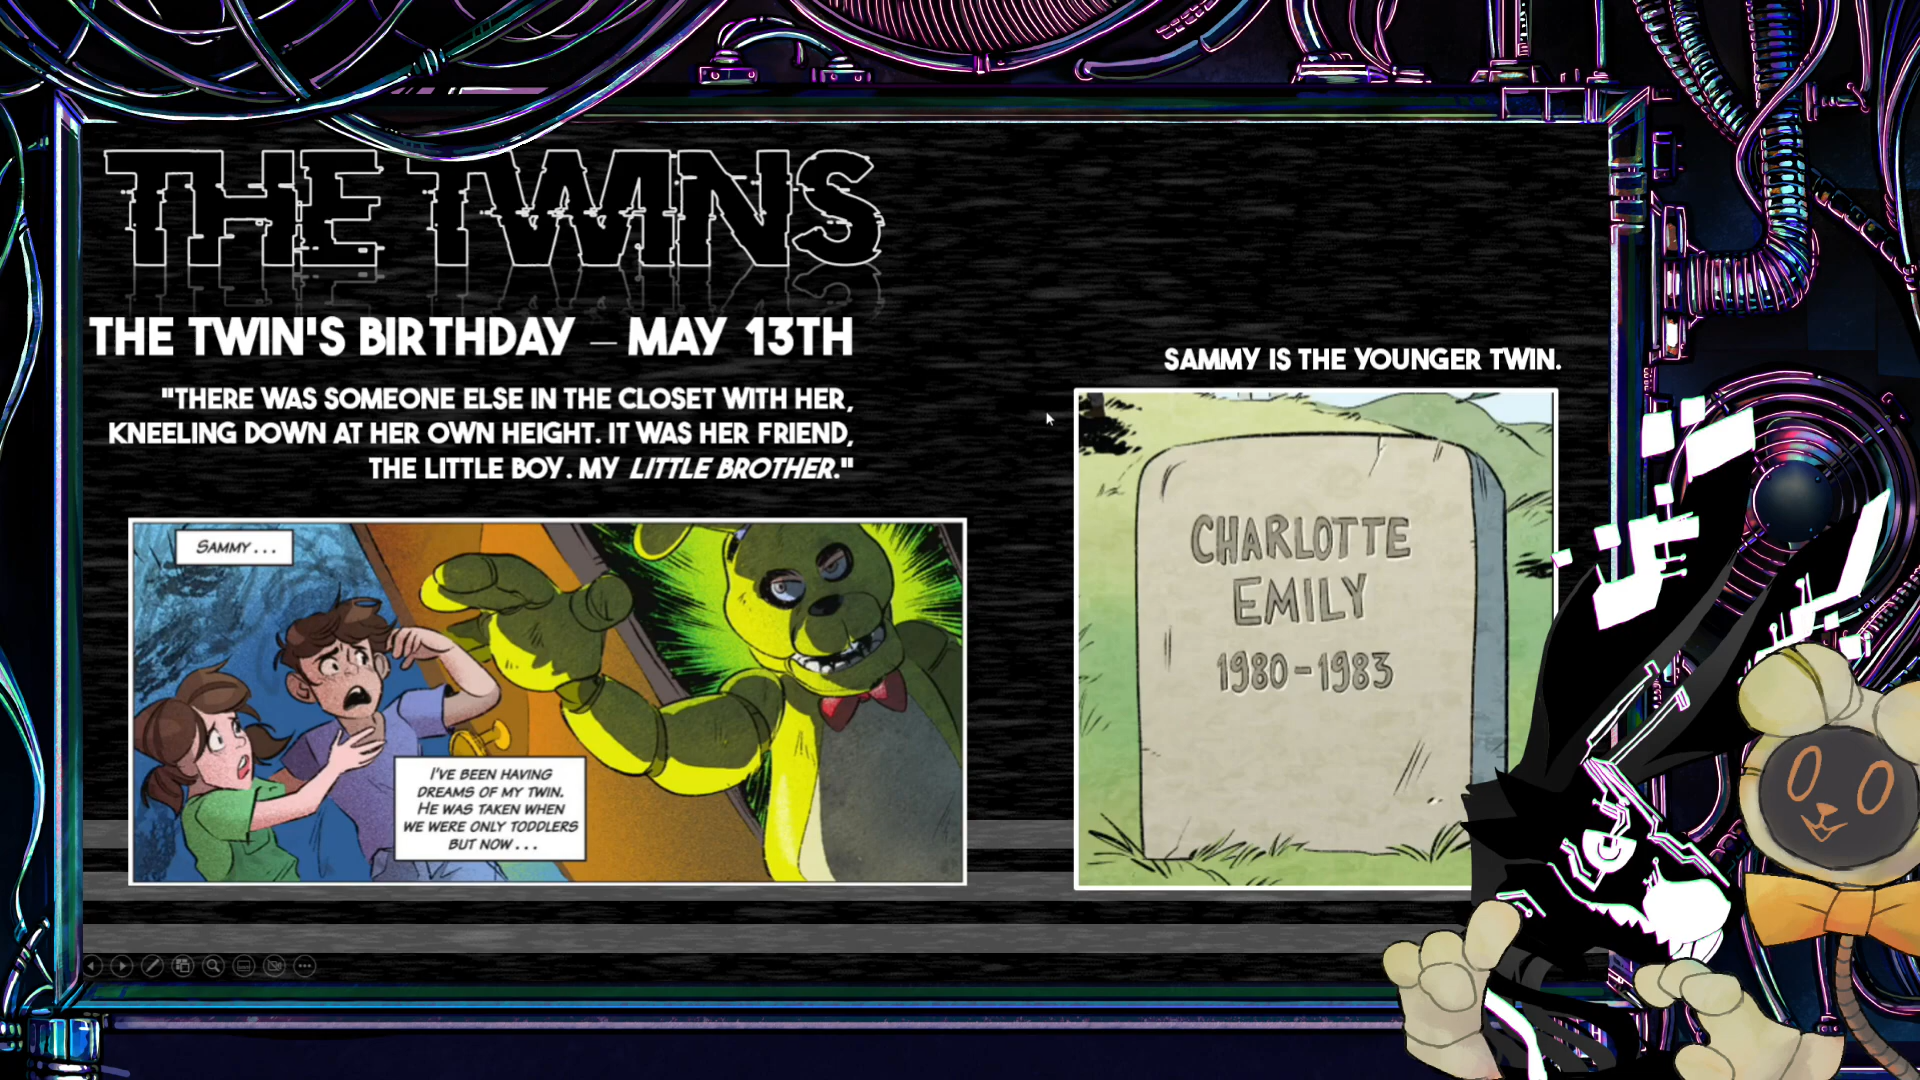 THE TWINS
THE TWIN'S BIRTHDAY – MAY 13TH
"THERE WAS SOMEONE ELSE IN THE CLOSET WITH HER,
KNEELING DOWN AT HER OWN HEIGHT. IT WAS HER FRIEND,
THE LITTLE BOY. MY LITTLE BROTHER."
SAMMY . . .
I'VE BEEN HAVING
DREAMS OF MY TWIN.
HE WAS TAKEN WHEN
WE WERE ONLY TODDLERS
BUT NOW . . .
SAMMY IS THE YOUNGER TWIN.
CHARLOTTE
EMILY
1980-1983